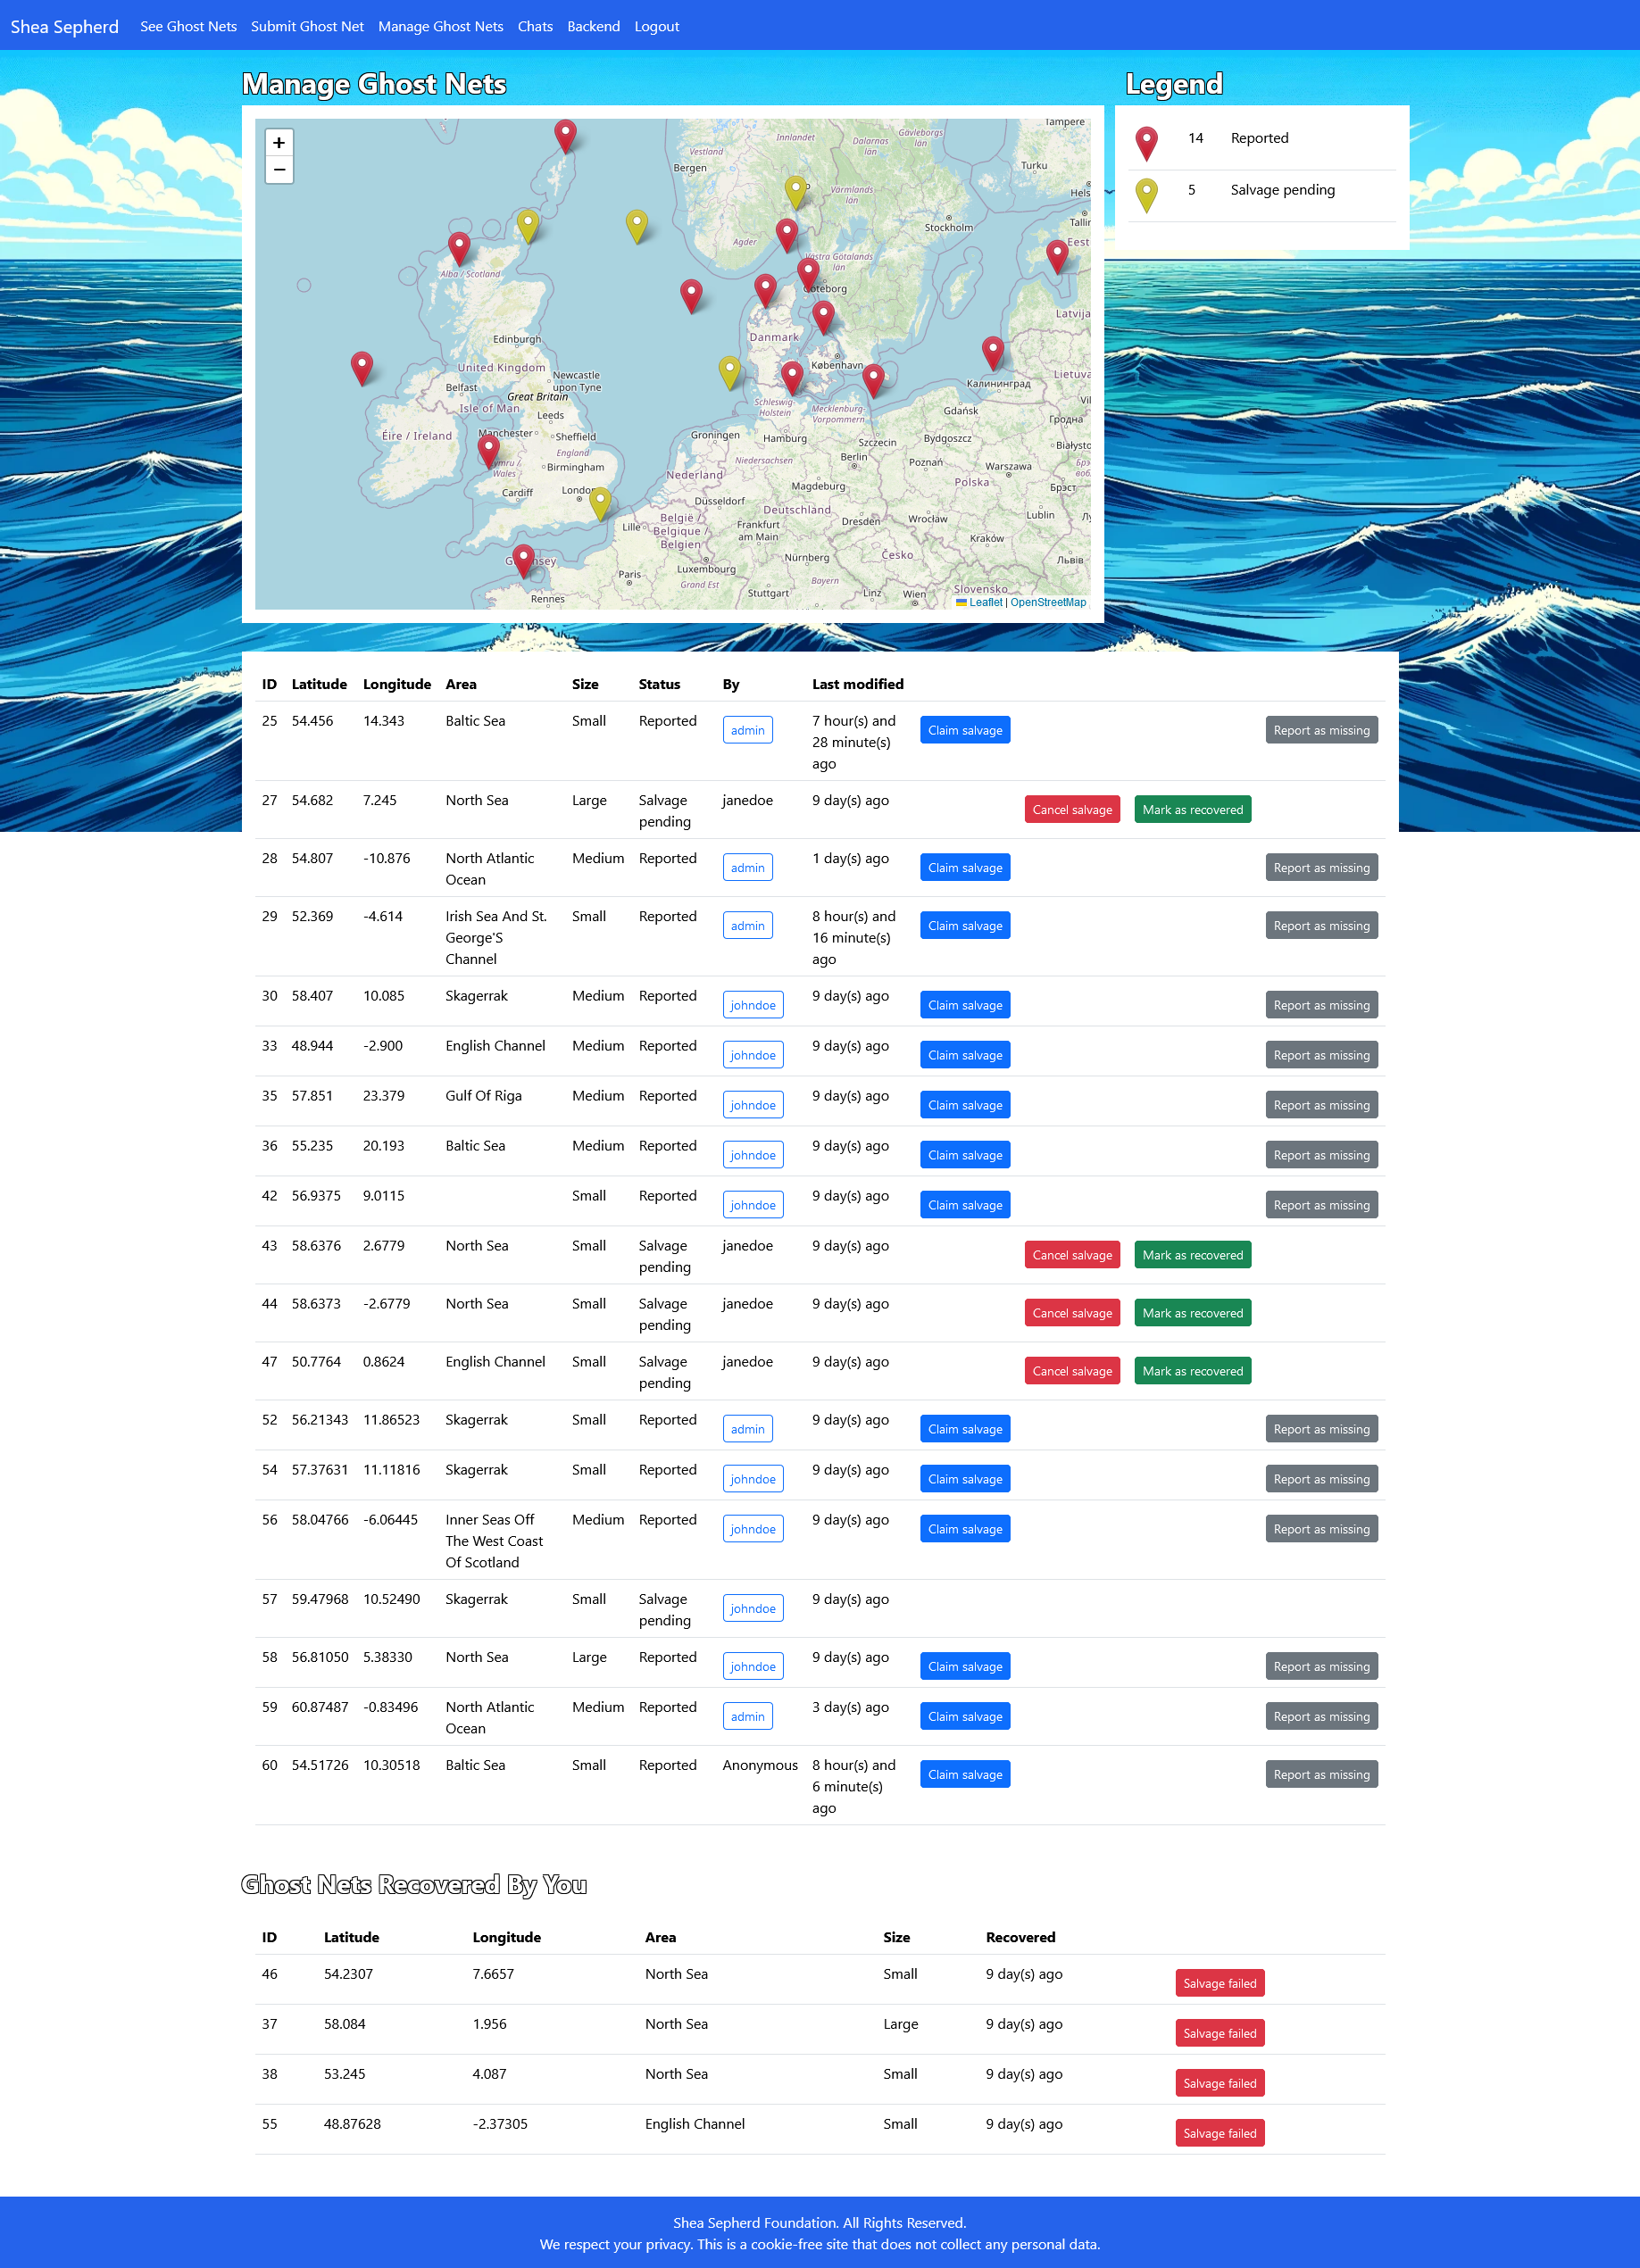 Shea Sepherd See Ghost Nets Submit Ghost Net Manage Ghost Nets Chats Backend Logout
Manage Ghost Nets
Legend
+
−
14 Reported
5 Salvage pending
Tampere
Innlandet
Gävleborgs län
Vestland
Dalarnas län
Bergen
Turku
Värmlands län
Stockholm
Agder
Västra Götalands län
Göteborg
Alba / Scotland
Edinburgh
United Kingdom
Newcastle upon Tyne
Great Britain
Belfast
Isle of Man
Leeds
Manchester
Sheffield
England
Éire / Ireland
Birmingham
Cymru / Wales
Cardiff
Danmark
København
Калининград
Lietuva
Schleswig-Holstein
Mecklenburg-Vorpommern
Gdańsk
Groningen
Hamburg
Szczecin
Bydgoszcz
Nederland
Niedersachsen
Berlin
Poznań
Warszawa
Polska
Magdeburg
Düsseldorf
Deutschland
Брэст
Lille
België / Belgique / Belgien
Frankfurt am Main
Dresden
Wrocław
Lublin
Kraków
Česko
Львів
Nürnberg
Luxembourg
Paris
Grand Est
Bayern
Stuttgart
Linz
Wien
Slovensko
Rennes
Leaflet | OpenStreetMap
ID Latitude Longitude Area Size Status By Last modified
25 54.456 14.343 Baltic Sea Small Reported admin 7 hour(s) and 28 minute(s) ago Claim salvage Report as missing
27 54.682 7.245 North Sea Large Salvage pending janedoe 9 day(s) ago Cancel salvage Mark as recovered
28 54.807 -10.876 North Atlantic Ocean Medium Reported admin 1 day(s) ago Claim salvage Report as missing
29 52.369 -4.614 Irish Sea And St. George'S Channel Small Reported admin 8 hour(s) and 16 minute(s) ago Claim salvage Report as missing
30 58.407 10.085 Skagerrak Medium Reported johndoe 9 day(s) ago Claim salvage Report as missing
33 48.944 -2.900 English Channel Medium Reported johndoe 9 day(s) ago Claim salvage Report as missing
35 57.851 23.379 Gulf Of Riga Medium Reported johndoe 9 day(s) ago Claim salvage Report as missing
36 55.235 20.193 Baltic Sea Medium Reported johndoe 9 day(s) ago Claim salvage Report as missing
42 56.9375 9.0115 Small Reported johndoe 9 day(s) ago Claim salvage Report as missing
43 58.6376 2.6779 North Sea Small Salvage pending janedoe 9 day(s) ago Cancel salvage Mark as recovered
44 58.6373 -2.6779 North Sea Small Salvage pending janedoe 9 day(s) ago Cancel salvage Mark as recovered
47 50.7764 0.8624 English Channel Small Salvage pending janedoe 9 day(s) ago Cancel salvage Mark as recovered
52 56.21343 11.86523 Skagerrak Small Reported admin 9 day(s) ago Claim salvage Report as missing
54 57.37631 11.11816 Skagerrak Small Reported johndoe 9 day(s) ago Claim salvage Report as missing
56 58.04766 -6.06445 Inner Seas Off The West Coast Of Scotland Medium Reported johndoe 9 day(s) ago Claim salvage Report as missing
57 59.47968 10.52490 Skagerrak Small Salvage pending johndoe 9 day(s) ago
58 56.81050 5.38330 North Sea Large Reported johndoe 9 day(s) ago Claim salvage Report as missing
59 60.87487 -0.83496 North Atlantic Ocean Medium Reported admin 3 day(s) ago Claim salvage Report as missing
60 54.51726 10.30518 Baltic Sea Small Reported Anonymous 8 hour(s) and 6 minute(s) ago Claim salvage Report as missing
Ghost Nets Recovered By You
ID Latitude Longitude Area Size Recovered
46 54.2307 7.6657 North Sea Small 9 day(s) ago Salvage failed
37 58.084 1.956 North Sea Large 9 day(s) ago Salvage failed
38 53.245 4.087 North Sea Small 9 day(s) ago Salvage failed
55 48.87628 -2.37305 English Channel Small 9 day(s) ago Salvage failed
Shea Sepherd Foundation. All Rights Reserved.
We respect your privacy. This is a cookie-free site that does not collect any personal data.